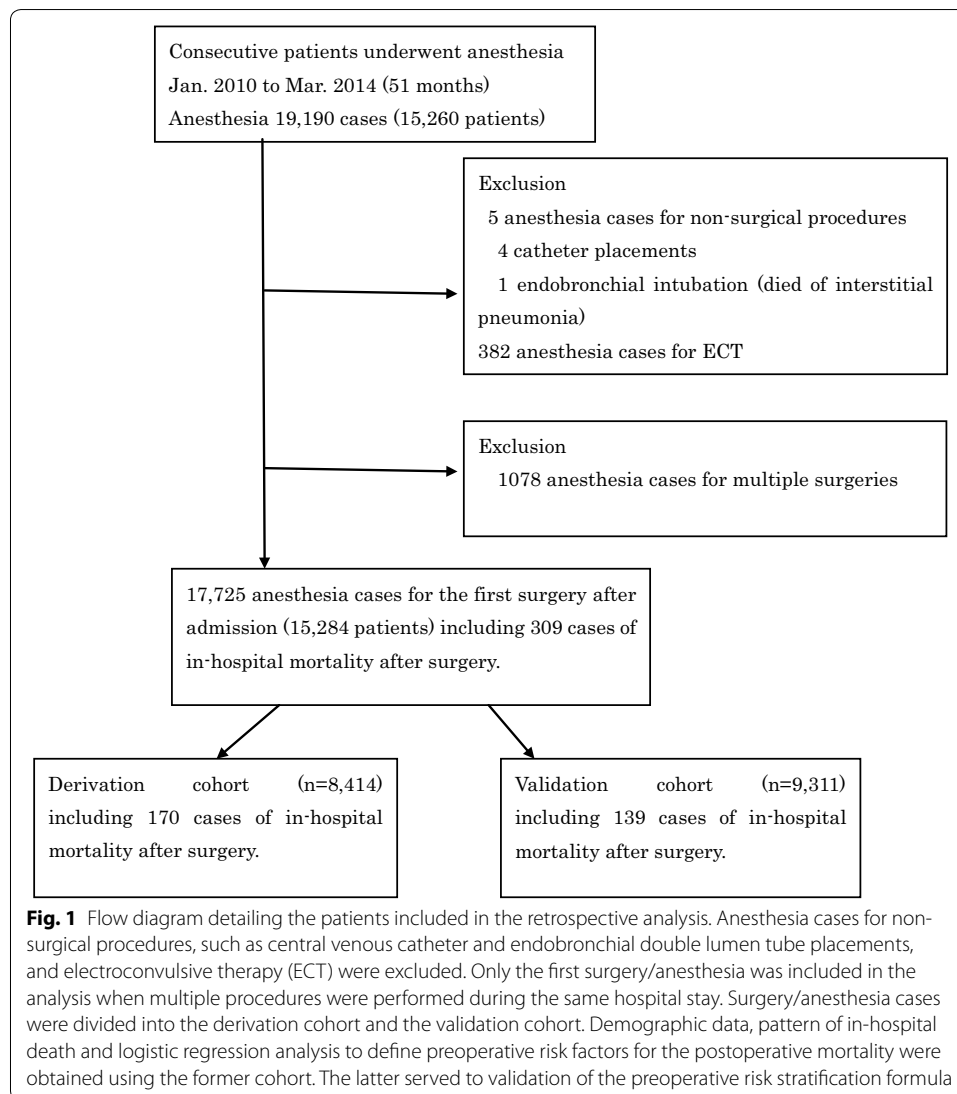 Consecutive patients underwent anesthesia
Jan. 2010 to Mar. 2014 (51 months)
Anesthesia 19,190 cases (15,260 patients)
Exclusion
5 anesthesia cases for non-surgical procedures
4 catheter placements
1 endobronchial intubation (died of interstitial
pneumonia)
382 anesthesia cases for ECT
Exclusion
1078 anesthesia cases for multiple surgeries
17,725 anesthesia cases for the first surgery after
admission (15,284 patients) including 309 cases of
in-hospital mortality after surgery.
Derivation cohort (n=8,414)
including 170 cases of in-hospital
mortality after surgery.
Validation cohort (n=9,311)
including 139 cases of in-hospital
mortality after surgery.
Fig. 1 Flow diagram detailing the patients included in the retrospective analysis. Anesthesia cases for non-
surgical procedures, such as central venous catheter and endobronchial double lumen tube placements,
and electroconvulsive therapy (ECT) were excluded. Only the first surgery/anesthesia was included in the
analysis when multiple procedures were performed during the same hospital stay. Surgery/anesthesia cases
were divided into the derivation cohort and the validation cohort. Demographic data, pattern of in-hospital
death and logistic regression analysis to define preoperative risk factors for the postoperative mortality were
obtained using the former cohort. The latter served to validation of the preoperative risk stratification formula